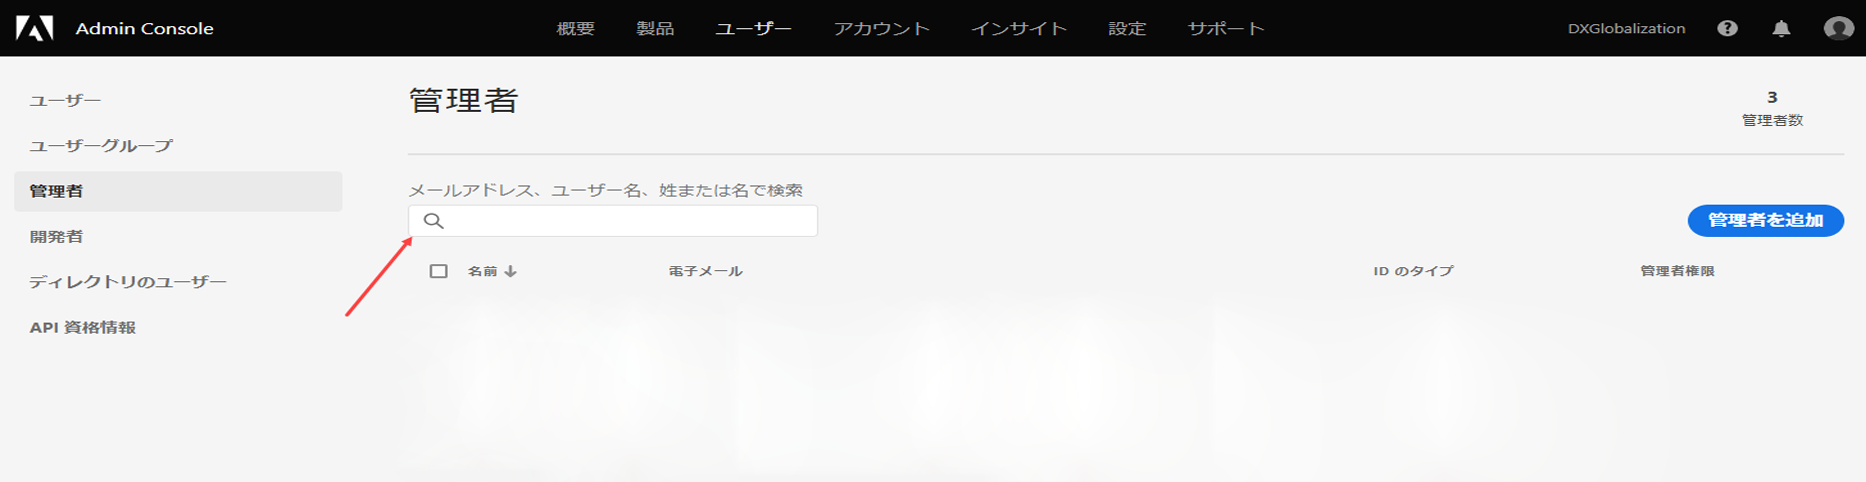 Admin Console 概要 製品 ユーザー アカウント インサイト 設定 サポート DXGlobalization
ユーザー
ユーザーグループ
管理者
開発者
ディレクトリのユーザー
API 資格情報
管理者
3
管理者数
メールアドレス、ユーザー名、姓または名で検索
管理者を追加
名前 電子メール ID のタイプ 管理者権限